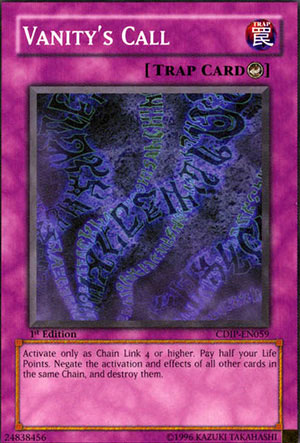 VANITY'S CALL
TRAP
罠
[TRAP CARD]
1st Edition
CDIP-EN059
Activate only as Chain Link 4 or higher. Pay half your Life
Points. Negate the activation and effects of all other cards in
the same Chain, and destroy them.
24838456
©1996 KAZUKI TAKAHASHI